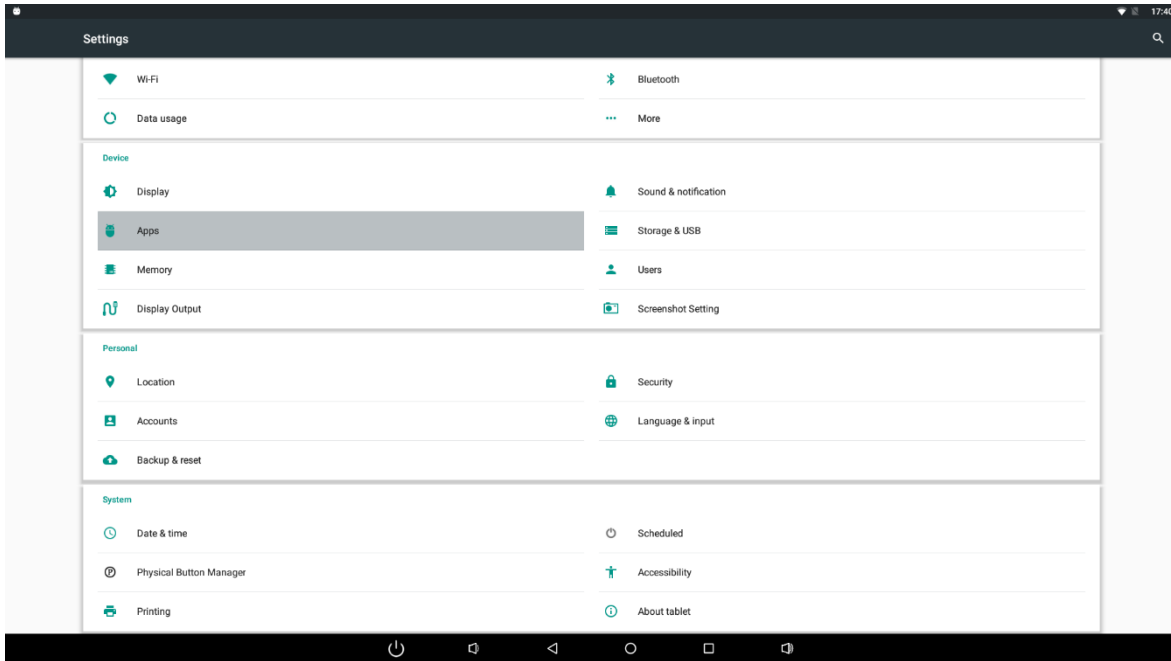 17:40
Settings
Wi-Fi
Bluetooth
Data usage
More
Device
Display
Sound & notification
Apps
Storage & USB
Memory
Users
Display Output
Screenshot Setting
Personal
Location
Security
Accounts
Language & input
Backup & reset
System
Date & time
Scheduled
Physical Button Manager
Accessibility
Printing
About tablet